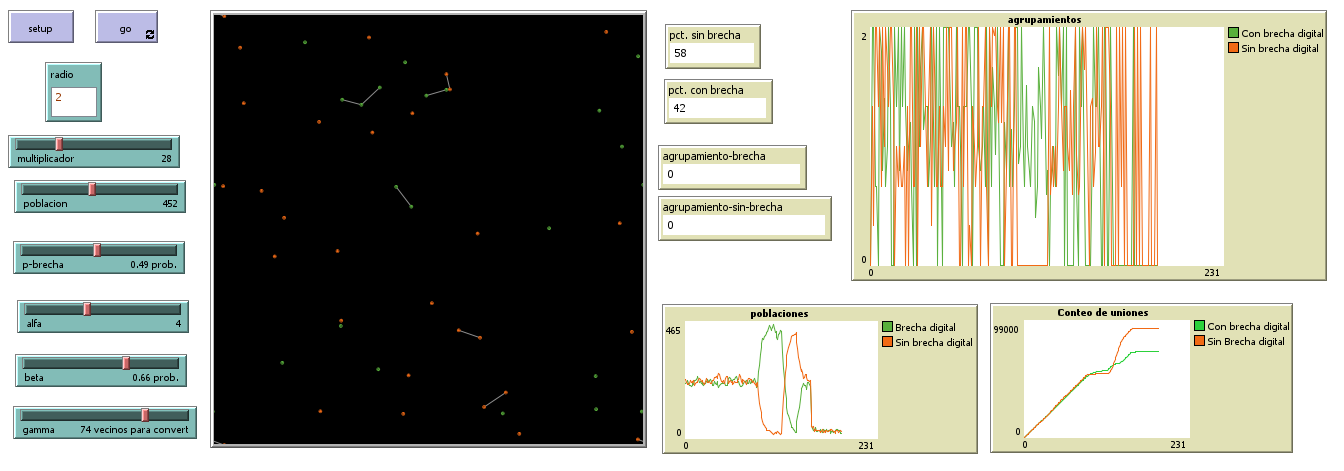 setup
go
radio
2
multiplicador 28
poblacion 452
p-brecha 0.49 prob.
alfa 4
beta 0.66 prob.
gamma 74 vecinos para convert
pct. sin brecha
58
pct. con brecha
42
agrupamiento-brecha
0
agrupamiento-sin-brecha
0
agrupamientos
2
0
0 231
Con brecha digital
Sin brecha digital
poblaciones
465
0
0 231
Brecha digital
Sin brecha digital
Conteo de uniones
99000
0
0 231
Con brecha digital
Sin Brecha digital